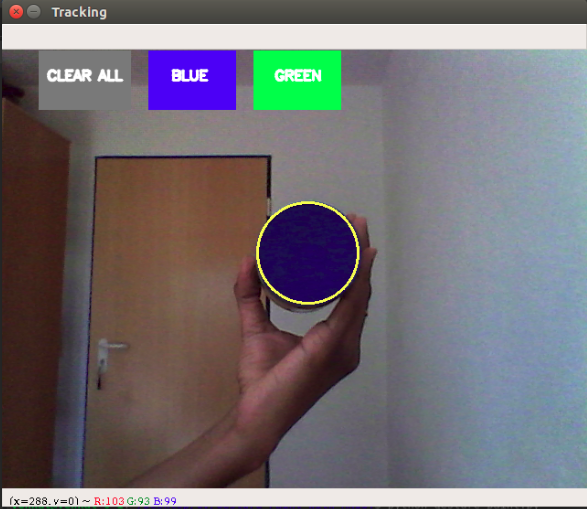 Tracking
CLEAR ALL BLUE GREEN
(x=288, y=0) ~ R:103 G:93 B:99